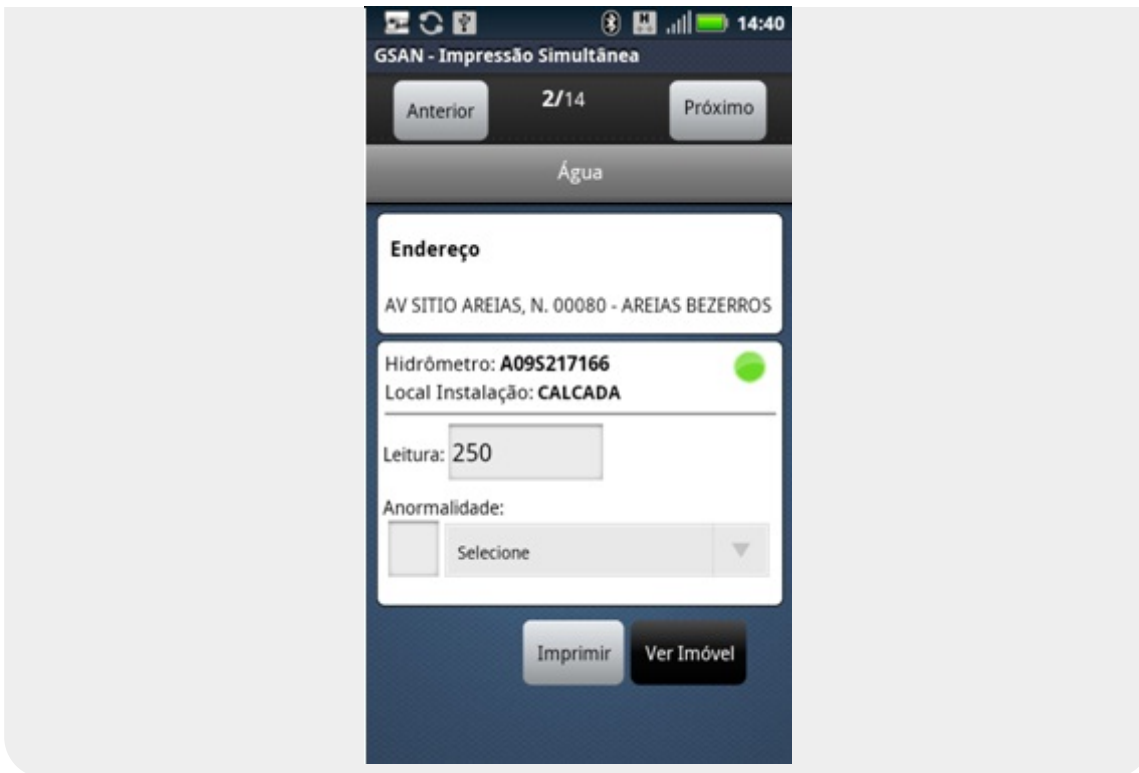 14:40
GSAN - Impressão Simultânea
Anterior 2/14 Próximo
Água
Endereço
AV SITIO AREIAS, N. 00080 - AREIAS BEZERROS
Hidrômetro: A09S217166
Local Instalação: CALCADA
Leitura: 250
Anormalidade:
Selecione
Imprimir Ver Imóvel